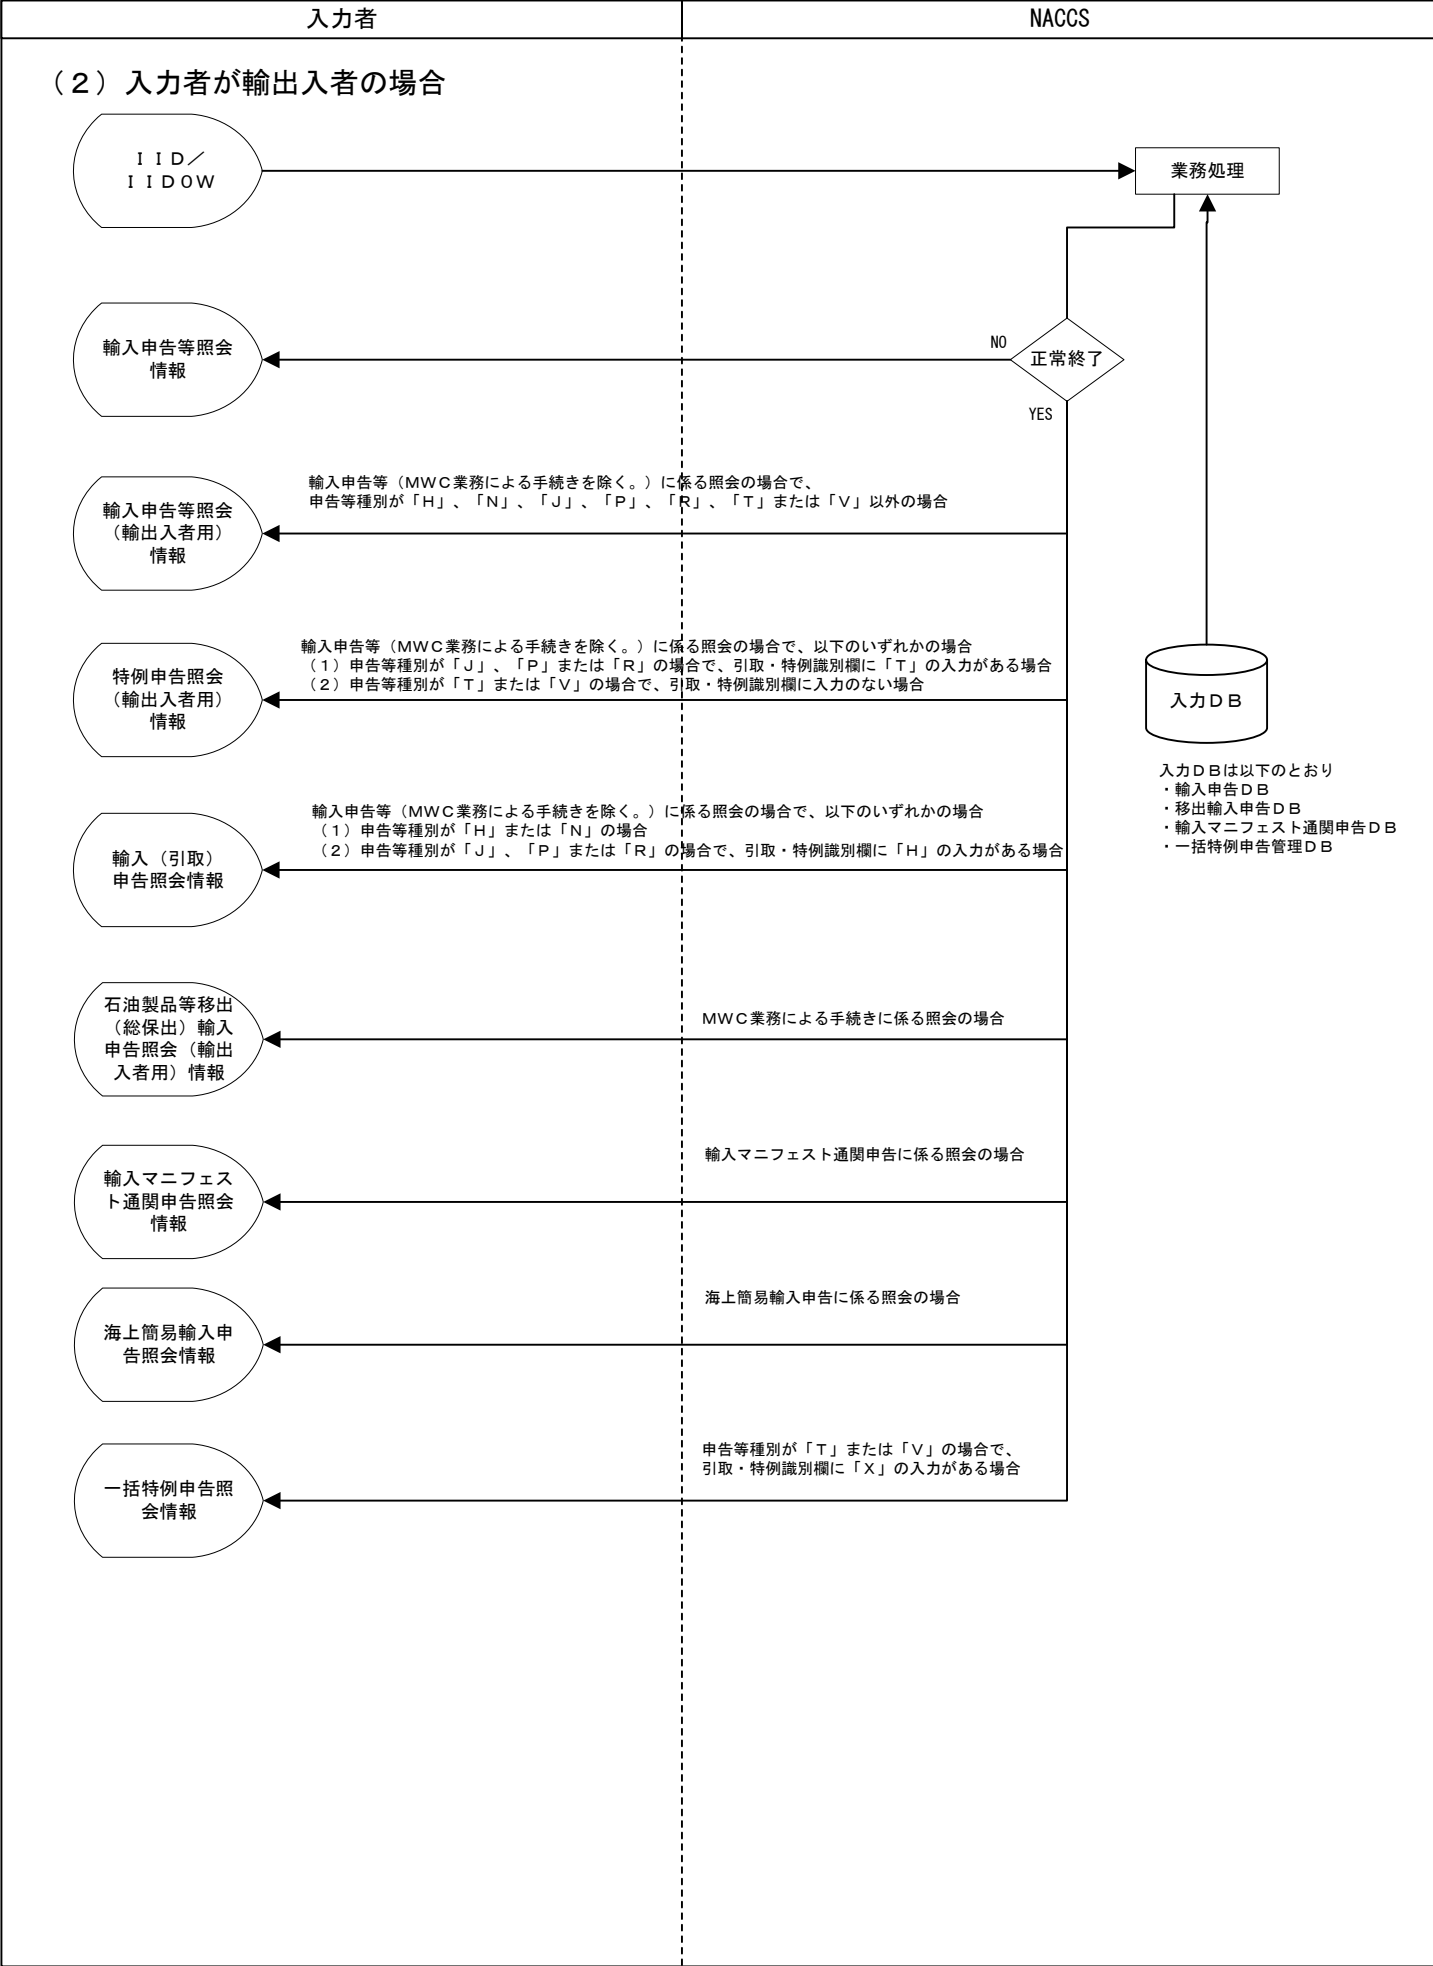 入力者
NACCS
（２）入力者が輸出入者の場合
ＩＩＤ／
ＩＩＤ０Ｗ
業務処理
輸入申告等照会
情報
NO
正常終了
YES
輸入申告等（ＭＷＣ業務による手続きを除く。）に係る照会の場合で、
申告等種別が「Ｈ」、「Ｎ」、「Ｊ」、「Ｐ」、「Ｒ」、「Ｔ」または「Ｖ」以外の場合
輸入申告等照会
（輸出入者用）
情報
輸入申告等（ＭＷＣ業務による手続きを除く。）に係る照会の場合で、以下のいずれかの場合
（１）申告等種別が「Ｊ」、「Ｐ」または「Ｒ」の場合で、引取・特例識別欄に「Ｔ」の入力がある場合
（２）申告等種別が「Ｔ」または「Ｖ」の場合で、引取・特例識別欄に入力のない場合
特例申告照会
（輸出入者用）
情報
入力ＤＢ
入力ＤＢは以下のとおり
・輸入申告ＤＢ
・移出輸入申告ＤＢ
・輸入マニフェスト通関申告ＤＢ
・一括特例申告管理ＤＢ
輸入申告等（ＭＷＣ業務による手続きを除く。）に係る照会の場合で、以下のいずれかの場合
（１）申告等種別が「Ｈ」または「Ｎ」の場合
（２）申告等種別が「Ｊ」、「Ｐ」または「Ｒ」の場合で、引取・特例識別欄に「Ｈ」の入力がある場合
輸入（引取）
申告照会情報
石油製品等移出
（総保出）輸入
申告照会（輸出
入者用）情報
ＭＷＣ業務による手続きに係る照会の場合
輸入マニフェスト通関申告に係る照会の場合
輸入マニフェス
ト通関申告照会
情報
海上簡易輸入申告に係る照会の場合
海上簡易輸入申
告照会情報
申告等種別が「Ｔ」または「Ｖ」の場合で、
引取・特例識別欄に「Ｘ」の入力がある場合
一括特例申告照
会情報